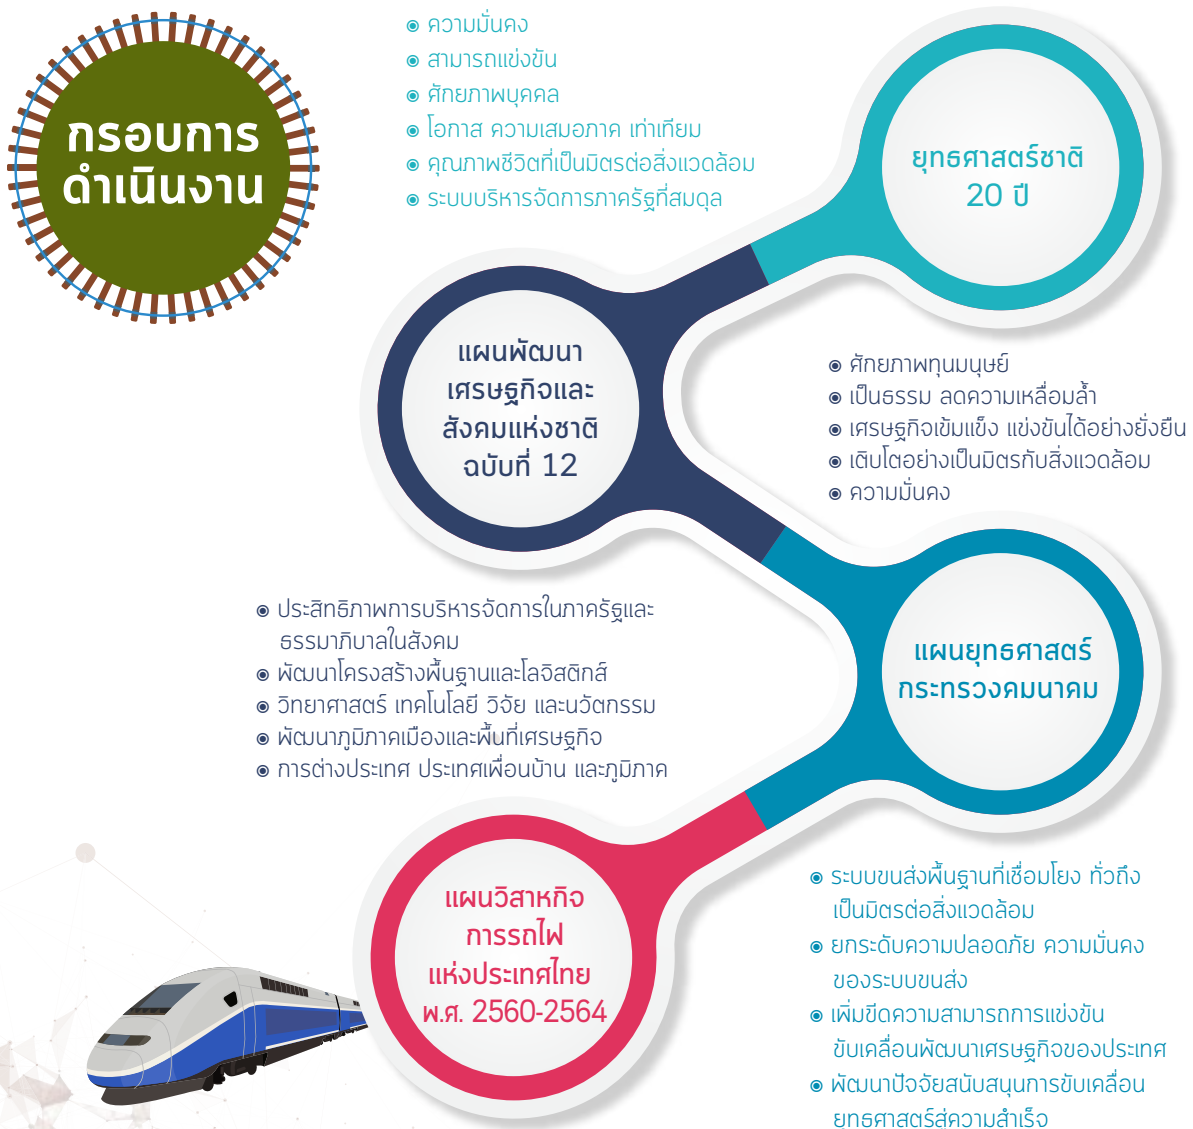 กรอบการ
ดำเนินงาน
๏ ความมั่นคง
๏ สามารถแข่งขัน
๏ ศักยภาพบุคคล
๏ โอกาส ความเสมอภาค เท่าเทียม
๏ คุณภาพชีวิตที่เป็นมิตรต่อสิ่งแวดล้อม
๏ ระบบบริหารจัดการภาครัฐที่สมดุล
ยุทธศาสตร์ชาติ
20 ปี
แผนพัฒนา
เศรษฐกิจและ
สังคมแห่งชาติ
ฉบับที่ 12
๏ ศักยภาพทุนมนุษย์
๏ เป็นธรรม ลดความเหลื่อมล้ำ
๏ เศรษฐกิจเข้มแข็ง แข่งขันได้อย่างยั่งยืน
๏ เติบโตอย่างเป็นมิตรกับสิ่งแวดล้อม
๏ ความมั่นคง
๏ ประสิทธิภาพการบริหารจัดการในภาครัฐและ
ธรรมาภิบาลในสังคม
๏ พัฒนาโครงสร้างพื้นฐานและโลจิสติกส์
๏ วิทยาศาสตร์ เทคโนโลยี วิจัย และนวัตกรรม
๏ พัฒนาภูมิภาคเมืองและพื้นที่เศรษฐกิจ
๏ การต่างประเทศ ประเทศเพื่อนบ้าน และภูมิภาค
แผนยุทธศาสตร์
กระทรวงคมนาคม
แผนวิสาหกิจ
การรถไฟ
แห่งประเทศไทย
พ.ศ. 2560-2564
๏ ระบบขนส่งพื้นฐานที่เชื่อมโยง ทั่วถึง
เป็นมิตรต่อสิ่งแวดล้อม
๏ ยกระดับความปลอดภัย ความมั่นคง
ของระบบขนส่ง
๏ เพิ่มขีดความสามารถการแข่งขัน
ขับเคลื่อนพัฒนาเศรษฐกิจของประเทศ
๏ พัฒนาปัจจัยสนับสนุนการขับเคลื่อน
ยุทธศาสตร์สู่ความสำเร็จ